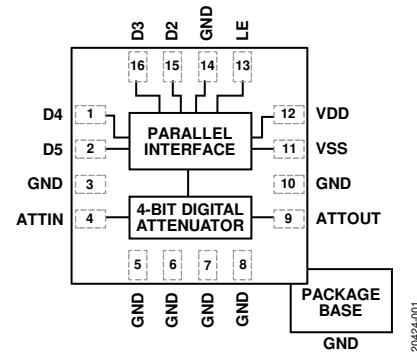 D3
D2
GND
LE
16
15
14
13
D4
1
D5
2
GND
3
ATTIN
4
PARALLEL
INTERFACE
4-BIT DIGITAL
ATTENUATOR
12
VDD
11
VSS
10
GND
9
ATTOUT
5
6
7
8
GND
GND
GND
GND
PACKAGE
BASE
GND
20424-001